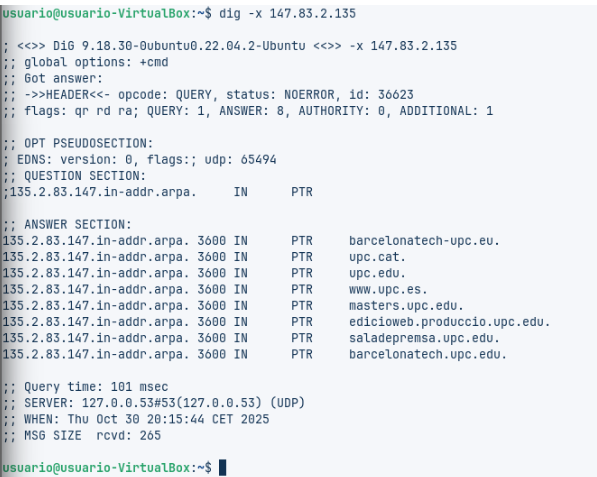 usuario@usuario-VirtualBox:~$ dig -x 147.83.2.135
; <<>> DiG 9.18.30-0ubuntu0.22.04.2-Ubuntu <<>> -x 147.83.2.135
;; global options: +cmd
;; Got answer:
;; ->>HEADER<<- opcode: QUERY, status: NOERROR, id: 36623
;; flags: qr rd ra; QUERY: 1, ANSWER: 8, AUTHORITY: 0, ADDITIONAL: 1
;; OPT PSEUDOSECTION:
; EDNS: version: 0, flags:; udp: 65494
;; QUESTION SECTION:
;135.2.83.147.in-addr.arpa. IN PTR
;; ANSWER SECTION:
135.2.83.147.in-addr.arpa. 3600 IN PTR barcelonatech-upc.eu.
135.2.83.147.in-addr.arpa. 3600 IN PTR upc.cat.
135.2.83.147.in-addr.arpa. 3600 IN PTR upc.edu.
135.2.83.147.in-addr.arpa. 3600 IN PTR www.upc.es.
135.2.83.147.in-addr.arpa. 3600 IN PTR masters.upc.edu.
135.2.83.147.in-addr.arpa. 3600 IN PTR edicioweb.produccio.upc.edu.
135.2.83.147.in-addr.arpa. 3600 IN PTR saladepremsa.upc.edu.
135.2.83.147.in-addr.arpa. 3600 IN PTR barcelonatech.upc.edu.
;; Query time: 101 msec
;; SERVER: 127.0.0.53#53(127.0.0.53) (UDP)
;; WHEN: Thu Oct 30 20:15:44 CET 2025
;; MSG SIZE rcvd: 265
usuario@usuario-VirtualBox:~$